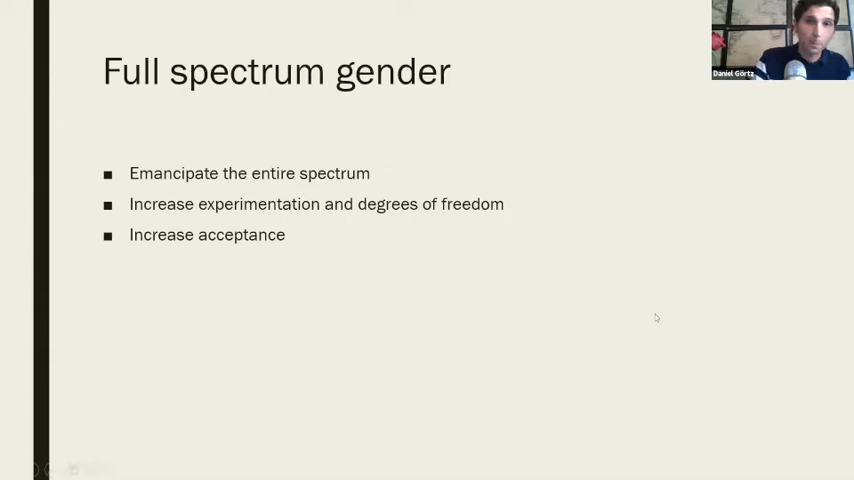 Full spectrum gender
Daniel Görtz
■ Emancipate the entire spectrum
■ Increase experimentation and degrees of freedom
■ Increase acceptance